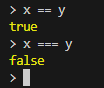 > x == y
true
> x === y
false
>